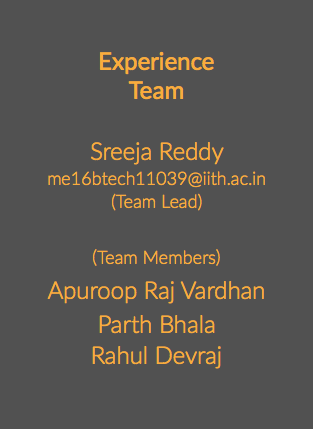 Experience
Team
Sreeja Reddy
me16btech11039@iith.ac.in
(Team Lead)
(Team Members)
Apuroop Raj Vardhan
Parth Bhala
Rahul Devraj